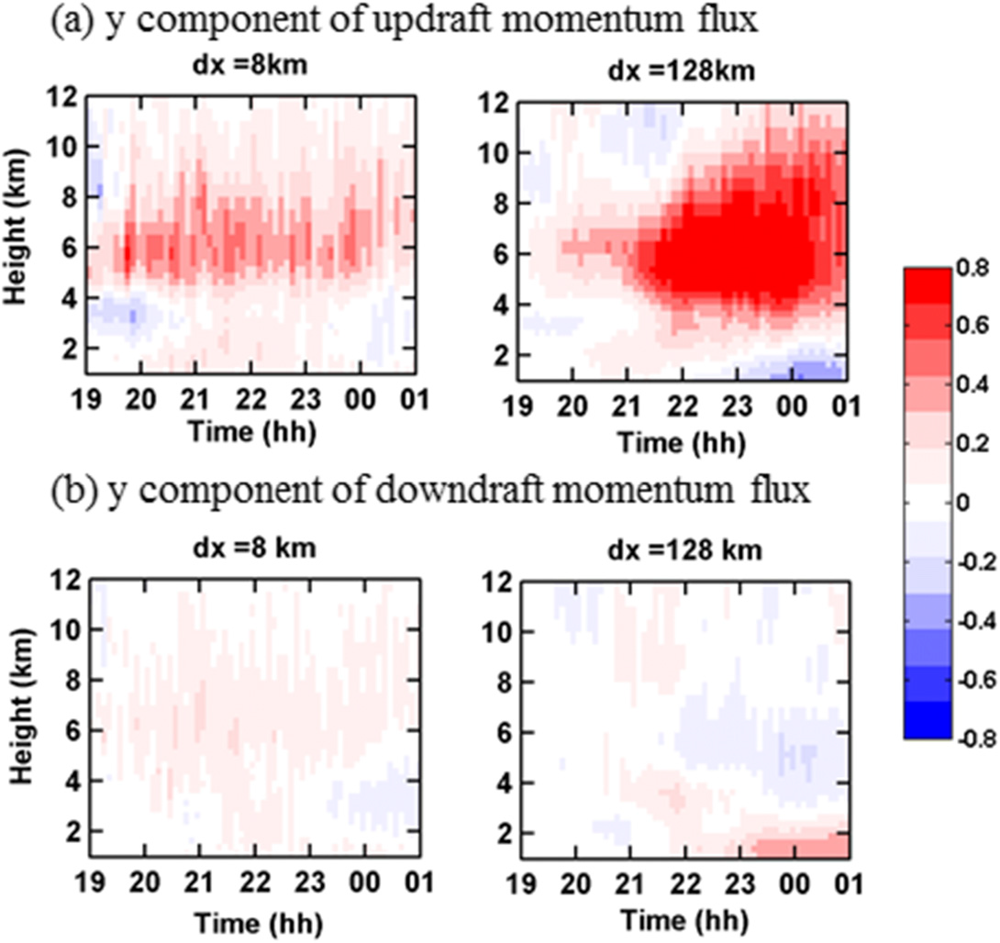 (a) y component of updraft momentum flux
dx =8km
dx =128km
12
10
8
6
4
2
Height (km)
19 20 21 22 23 00 01
Time (hh)
12
10
8
6
4
2
19 20 21 22 23 00 01
Time (hh)
(b) y component of downdraft momentum flux
dx =8 km
dx =128 km
12
10
8
6
4
2
Height (km)
19 20 21 22 23 00 01
Time (hh)
12
10
8
6
4
2
19 20 21 22 23 00 01
Time (hh)
0.8
0.6
0.4
0.2
0
-0.2
-0.4
-0.6
-0.8